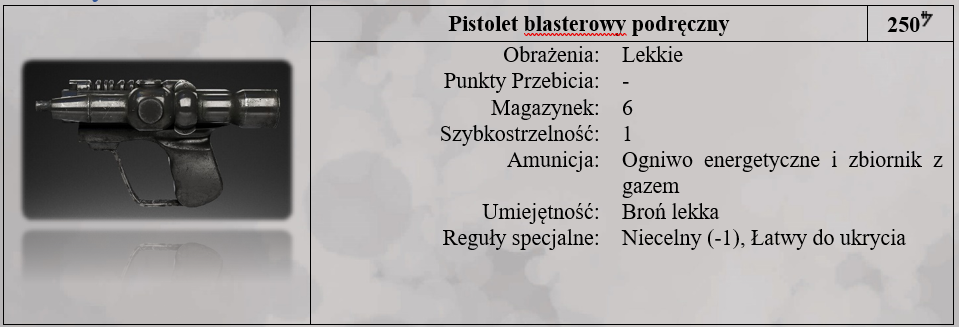 Pistolet blasterowy podręczny 250
Obrażenia: Lekkie
Punkty Przebicia: -
Magazynek: 6
Szybkostrzelność: 1
Amunicja: Ogniwo energetyczne i zbiornik z
gazem
Umiejętność: Broń lekka
Reguły specjalne: Niecelny (-1), Łatwy do ukrycia